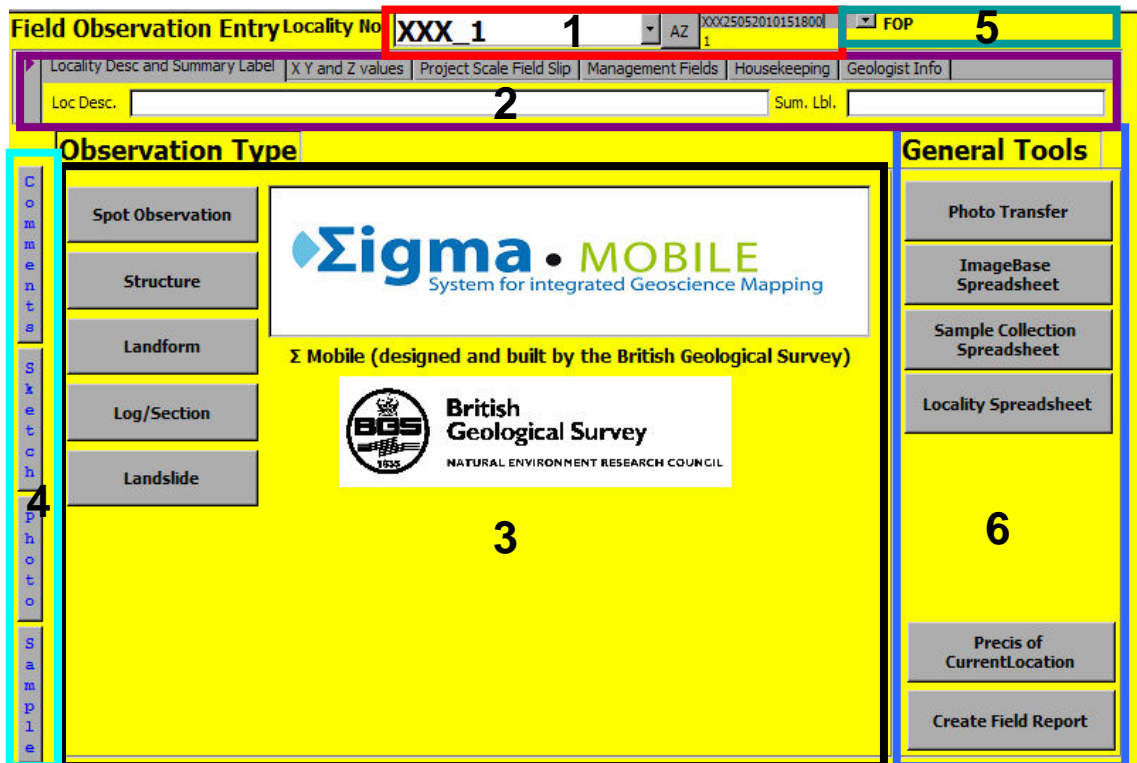 Field Observation Entry Locality No XXX_1 1 AZ XXX25052010151800 FOP 5
1
Locality Desc and Summary Label X Y and Z values Project Scale Field Slip Management Fields Housekeeping Geologist Info
Loc Desc. 2 Sum. Lbl.
Observation Type
General Tools
Comments
Sketch
4
Photo
Sample
Spot Observation
Structure
Landform
Log/Section
Landslide
Σigma • MOBILE
System for integrated Geoscience Mapping
Σ Mobile (designed and built by the British Geological Survey)
BGS
1835
British
Geological Survey
NATURAL ENVIRONMENT RESEARCH COUNCIL
3
Photo Transfer
ImageBase
Spreadsheet
Sample Collection
Spreadsheet
Locality Spreadsheet
6
Precis of
CurrentLocation
Create Field Report